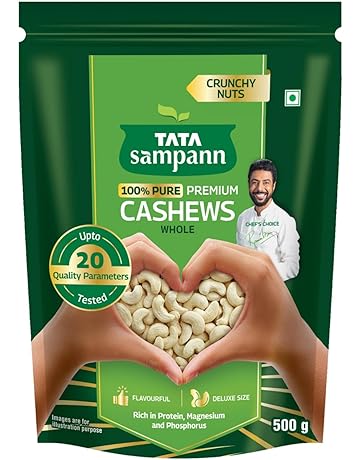 CRUNCHY
NUTS
TATA
sampann
100% PURE PREMIUM
CASHEWS
WHOLE
CHEF'S CHOICE
Upto
20
Quality Parameters
Tested
FLAVOURFUL
DELUXE SIZE
Rich in Protein, Magnesium
and Phosphorus
Images are for
illustration purpose
500 g